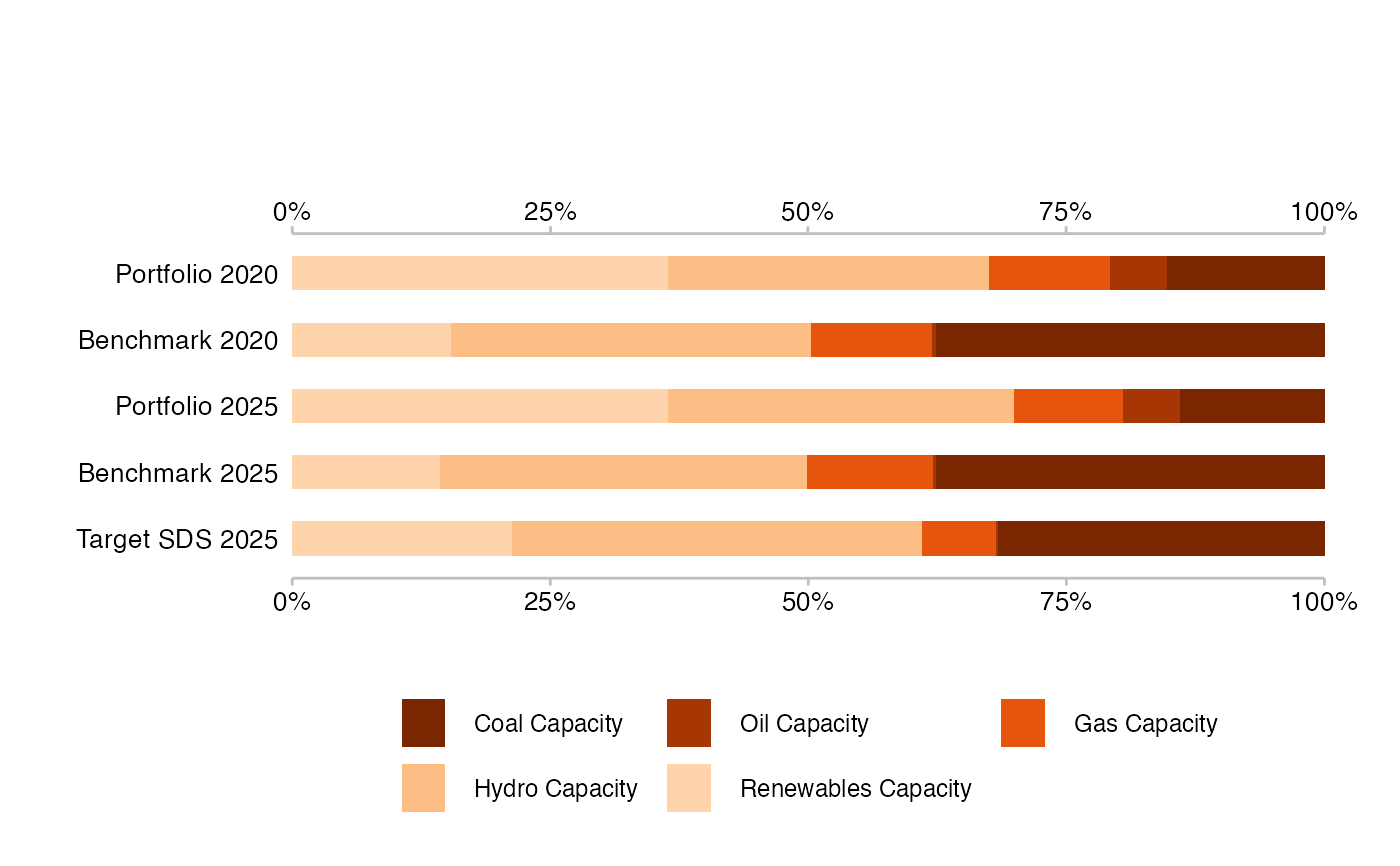 0% 25% 50% 75% 100%
Portfolio 2020
Benchmark 2020
Portfolio 2025
Benchmark 2025
Target SDS 2025
0% 25% 50% 75% 100%
Coal Capacity Oil Capacity Gas Capacity
Hydro Capacity Renewables Capacity